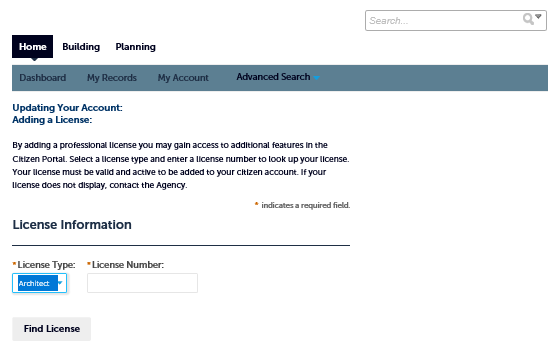 Search...
Home Building Planning
Dashboard My Records My Account Advanced Search
Updating Your Account:
Adding a License:
By adding a professional license you may gain access to additional features in the
Citizen Portal. Select a license type and enter a license number to look up your license.
Your license must be valid and active to be added to your citizen account. If your
license does not display, contact the Agency.
* indicates a required field.
License Information
*License Type: *License Number:
Architect
Find License